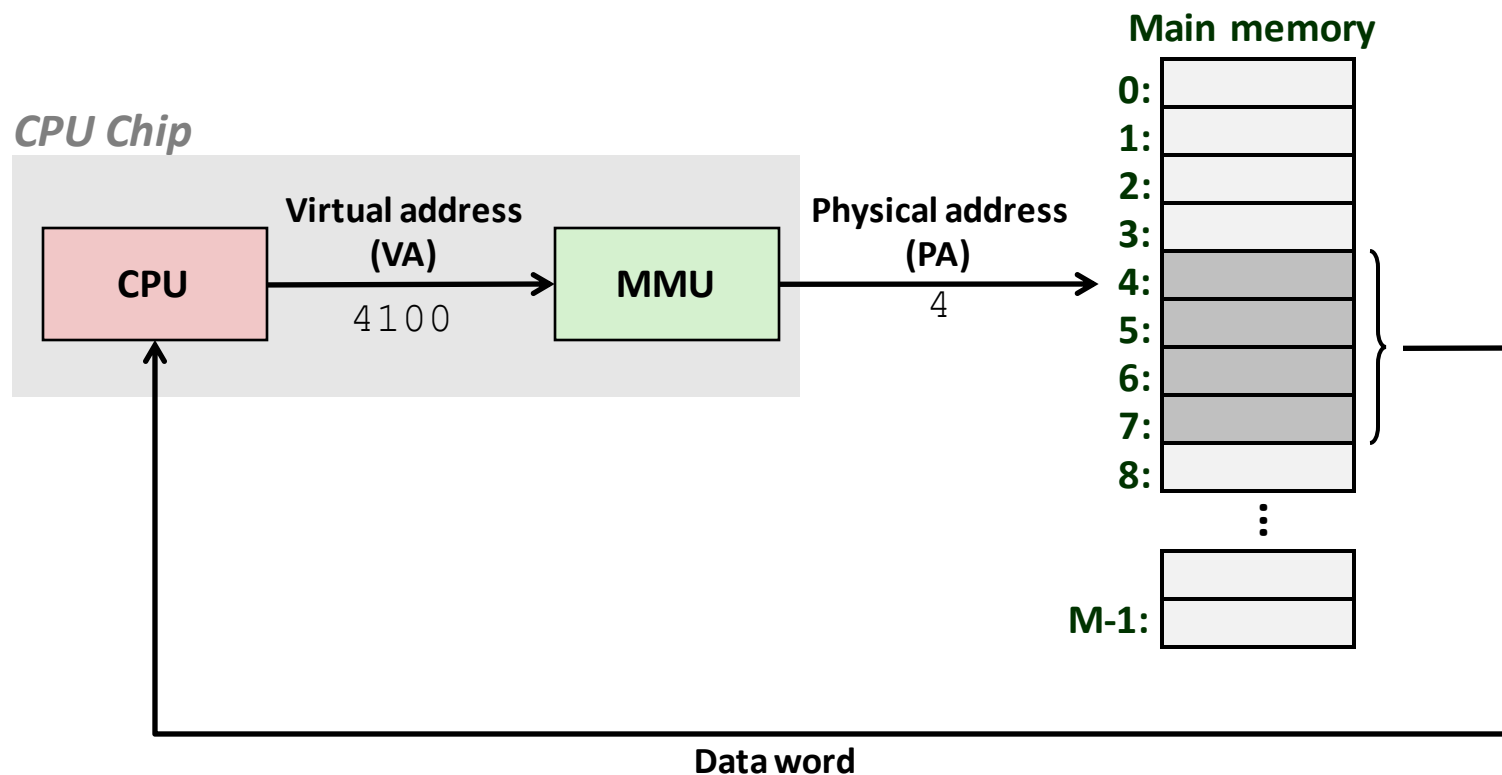 Main memory
CPU Chip
0:
1:
2:
3:
4:
5:
6:
7:
8:
⋮
M-1:
CPU
Virtual address
(VA)
4100
MMU
Physical address
(PA)
4
Data word